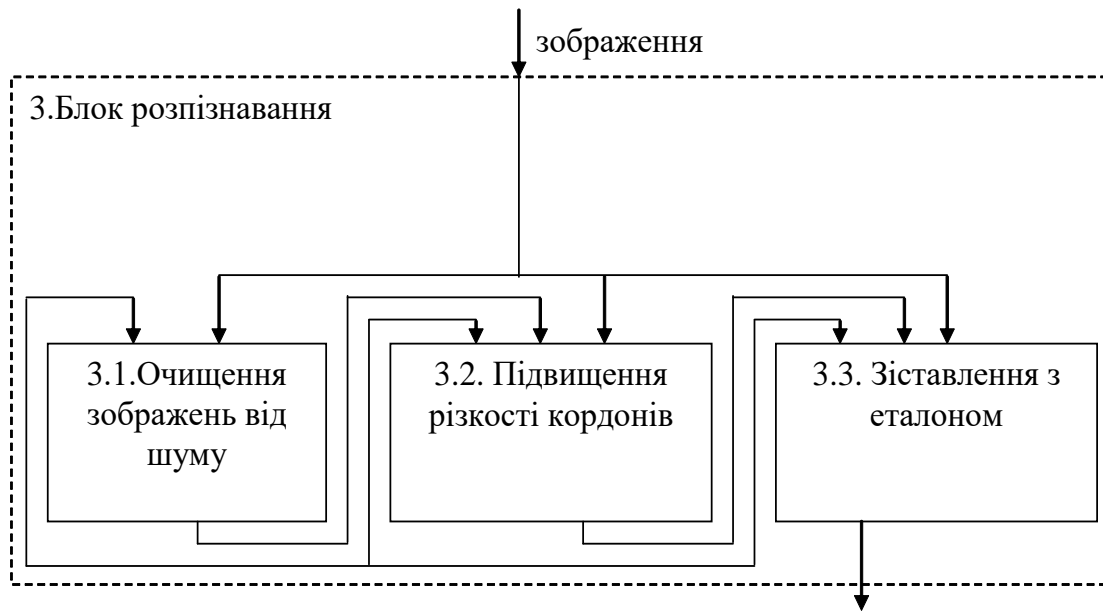 зображення
3.Блок розпізнавання
3.1.Очищення
зображень від
шуму
3.2. Підвищення
різкості кордонів
3.3. Зіставлення з
еталоном